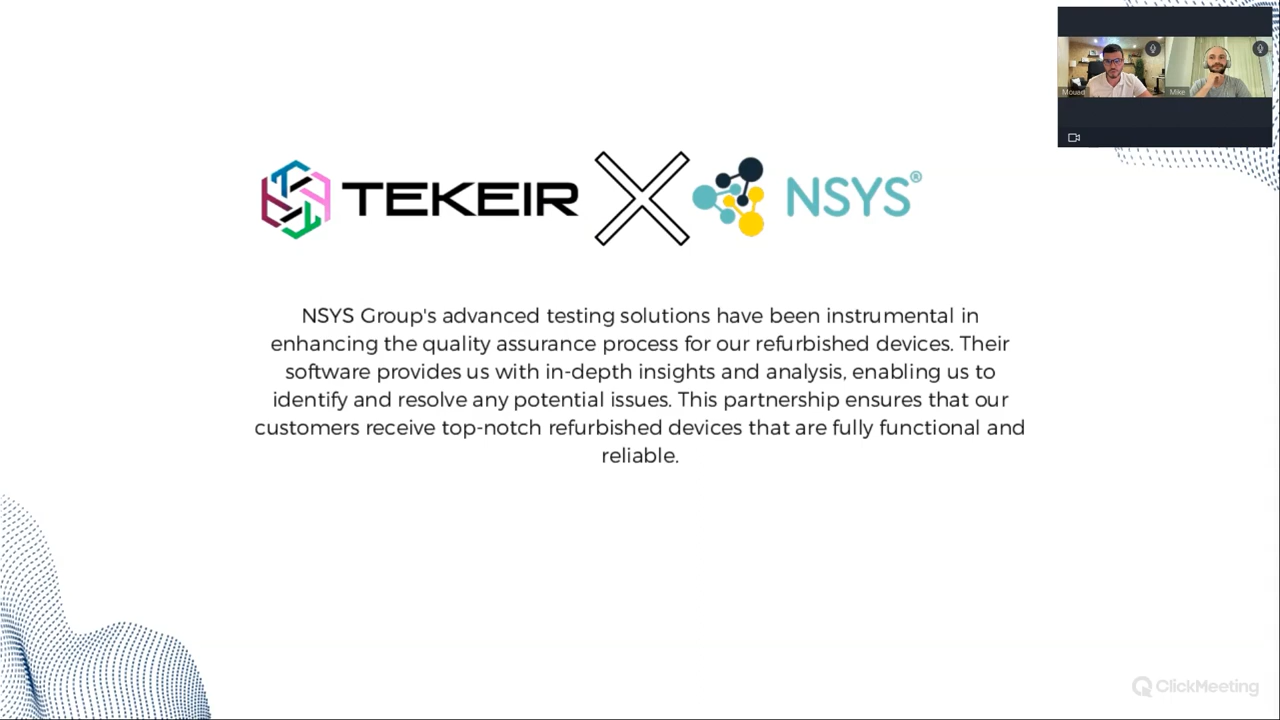 Mouad
Mike
TEKEIR
NSYS®
NSYS Group's advanced testing solutions have been instrumental in
enhancing the quality assurance process for our refurbished devices. Their
software provides us with in-depth insights and analysis, enabling us to
identify and resolve any potential issues. This partnership ensures that our
customers receive top-notch refurbished devices that are fully functional and
reliable.
ClickMeeting